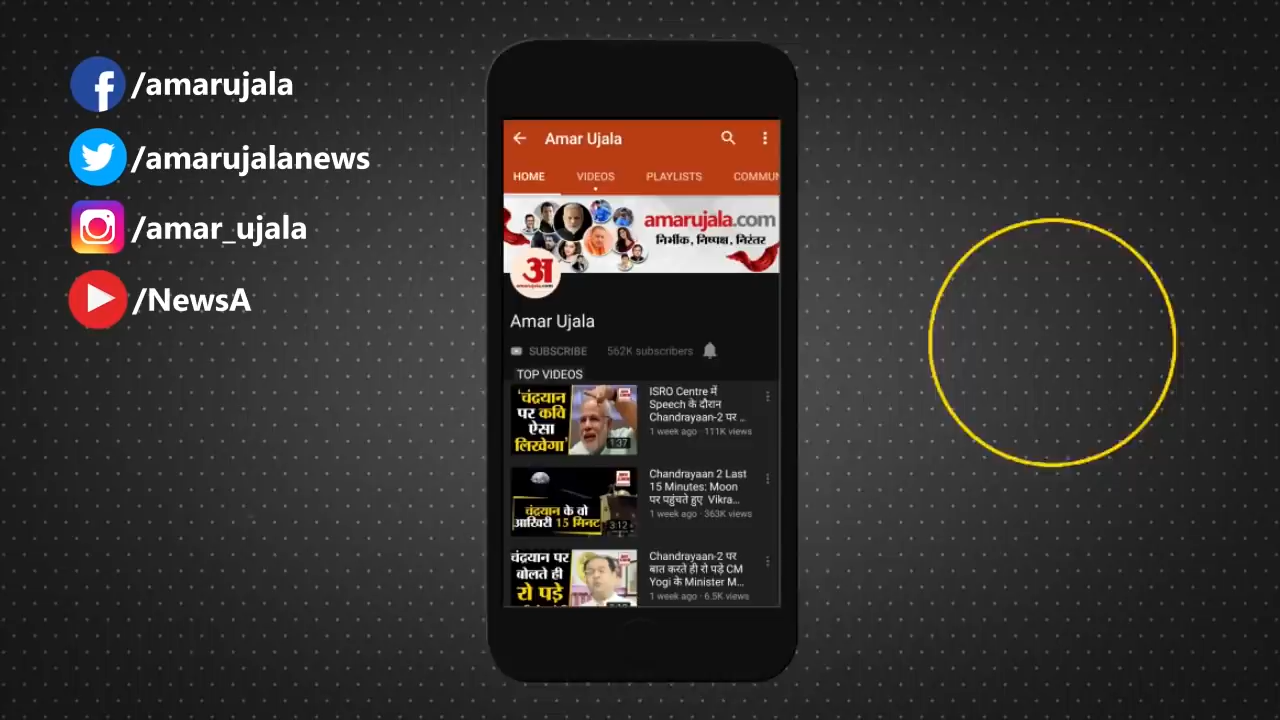 /amarujala
/amarujalanews
/amar_ujala
/NewsA
Amar Ujala
HOME VIDEOS PLAYLISTS COMMUN
amarujala.com
निर्भीक, निष्पक्ष, निरंतर
अ
amarujala.com
Amar Ujala
SUBSCRIBE 562K subscribers
TOP VIDEOS
'चंद्रयान
पर कवि
ऐसा
लिखेगा'
1:37
ISRO Centre में
Speech के दौरान
Chandrayaan-2 पर ..
1 week ago · 111K views
चंद्रयान के वो
आखिरी 15 मिनट
3:12
Chandrayaan 2 Last
15 Minutes: Moon
पर पहुंचते हुए Vikra...
1 week ago · 363K views
चंद्रयान पर
बोलते ही
रो पड़े
Chandrayaan-2 पर
बात करते ही रो पड़े CM
Yogi के Minister M...
1 week ago · 6.5K views